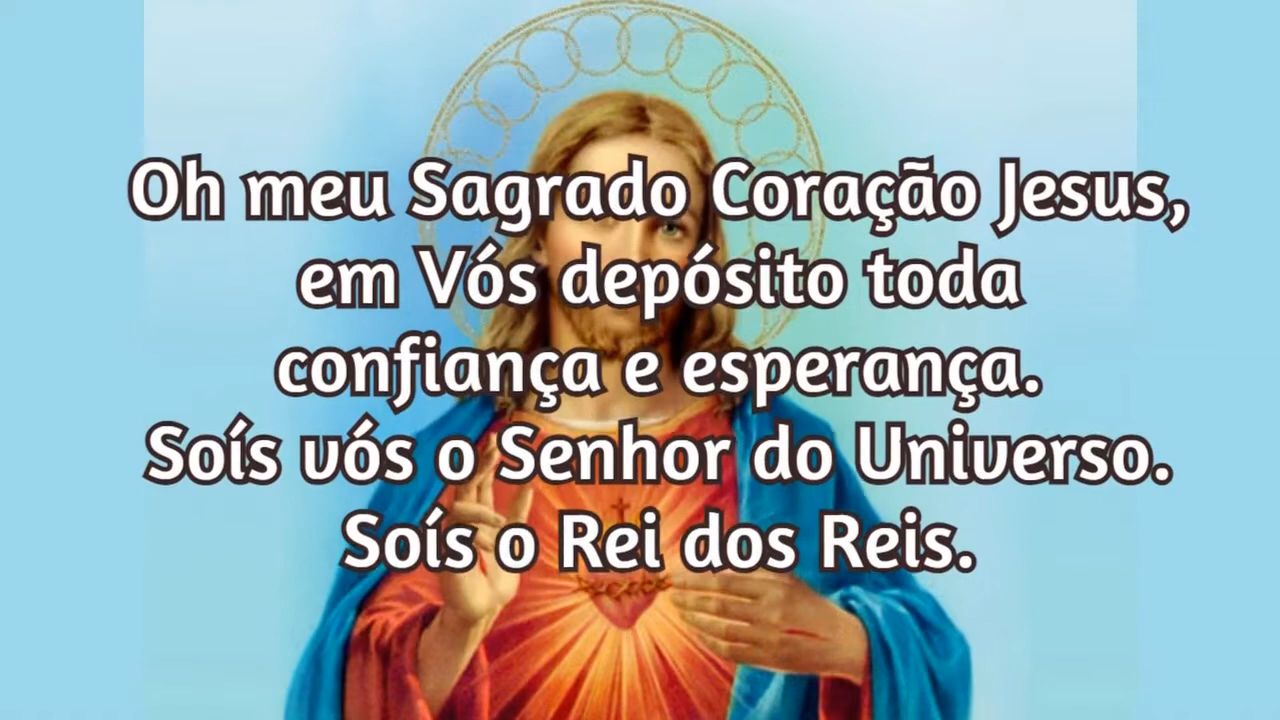 Oh meu Sagrado Coração Jesus,
em Vós depósito toda
confiança e esperança.
Soís vós o Senhor do Universo.
Soís o Rei dos Reis.